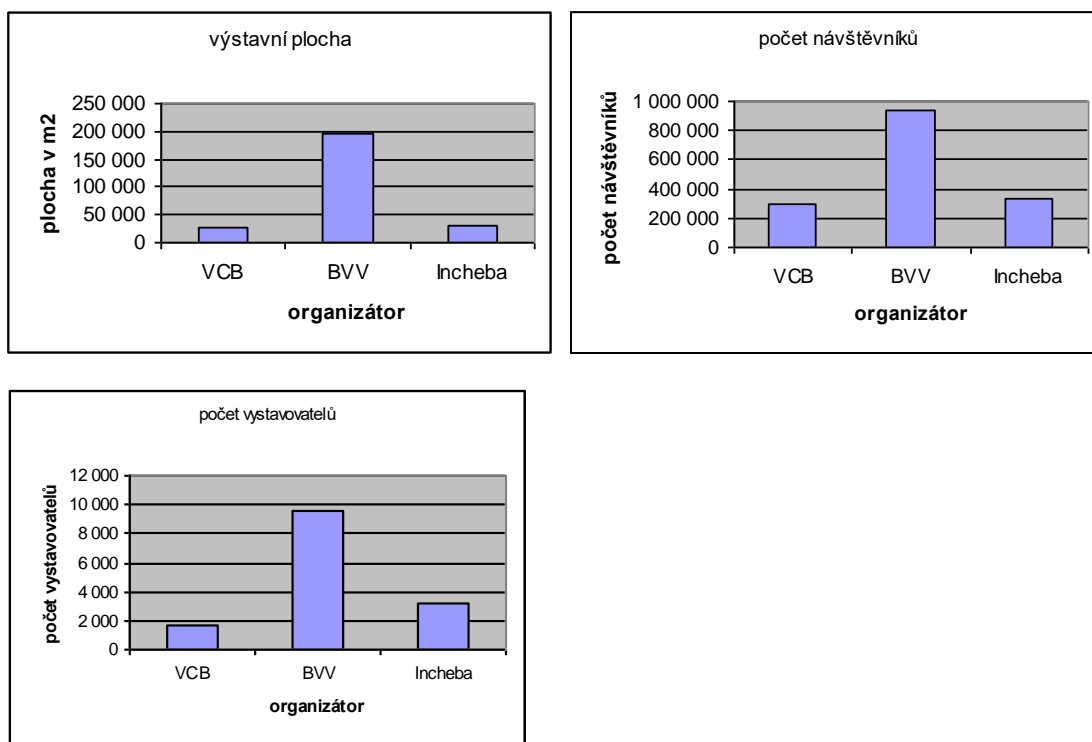 výstavní plocha
plocha v m2
250 000
200 000
150 000
100 000
50 000
0
VCB BVV Incheba
organizátor
počet návštěvníků
počet návštěvníků
1 000 000
800 000
600 000
400 000
200 000
0
VCB BVV Incheba
organizátor
počet vystavovatelů
počet vystavovatelů
12 000
10 000
8 000
6 000
4 000
2 000
0
VCB BVV Incheba
organizátor